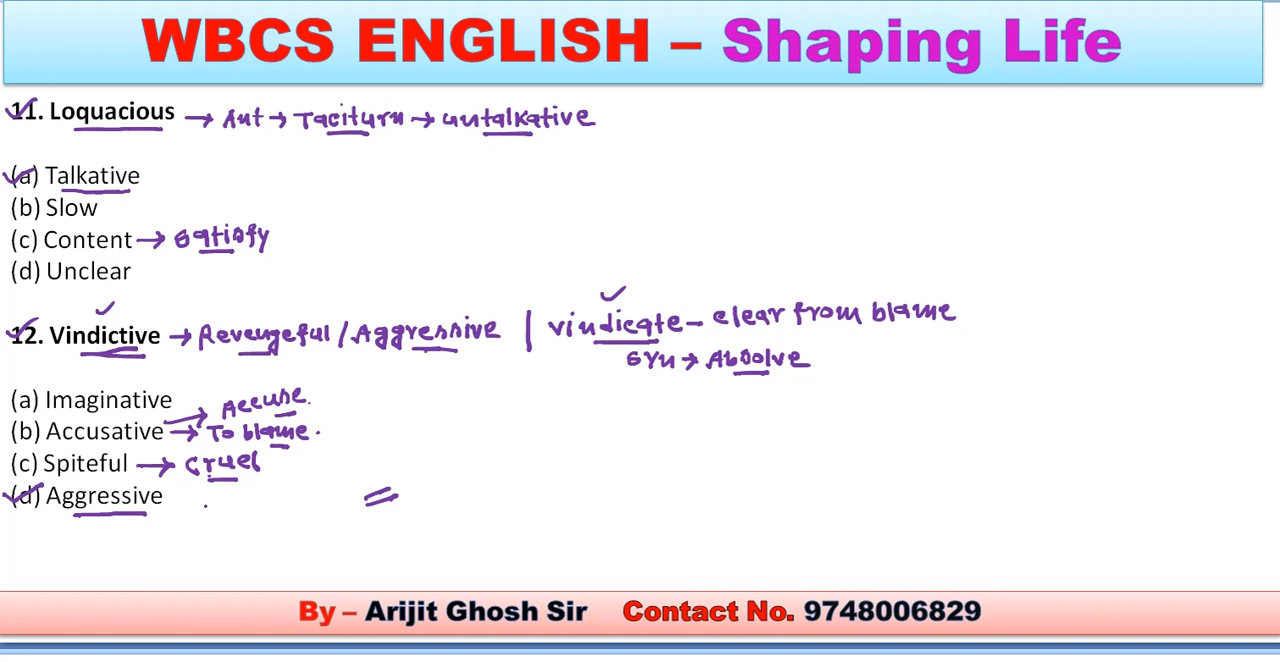 WBCS ENGLISH – Shaping Life
11. Loquacious → Ant → Taciturn → untalkative
(a) Talkative
(b) Slow
(c) Content → satisfy
(d) Unclear
12. Vindictive → Revengeful / Aggressive | vindicate – clear from blame
syn → Absolve
(a) Imaginative
→ Accuse.
(b) Accusative → To blame.
(c) Spiteful → cruel
(d) Aggressive =
By – Arijit Ghosh Sir Contact No. 9748006829